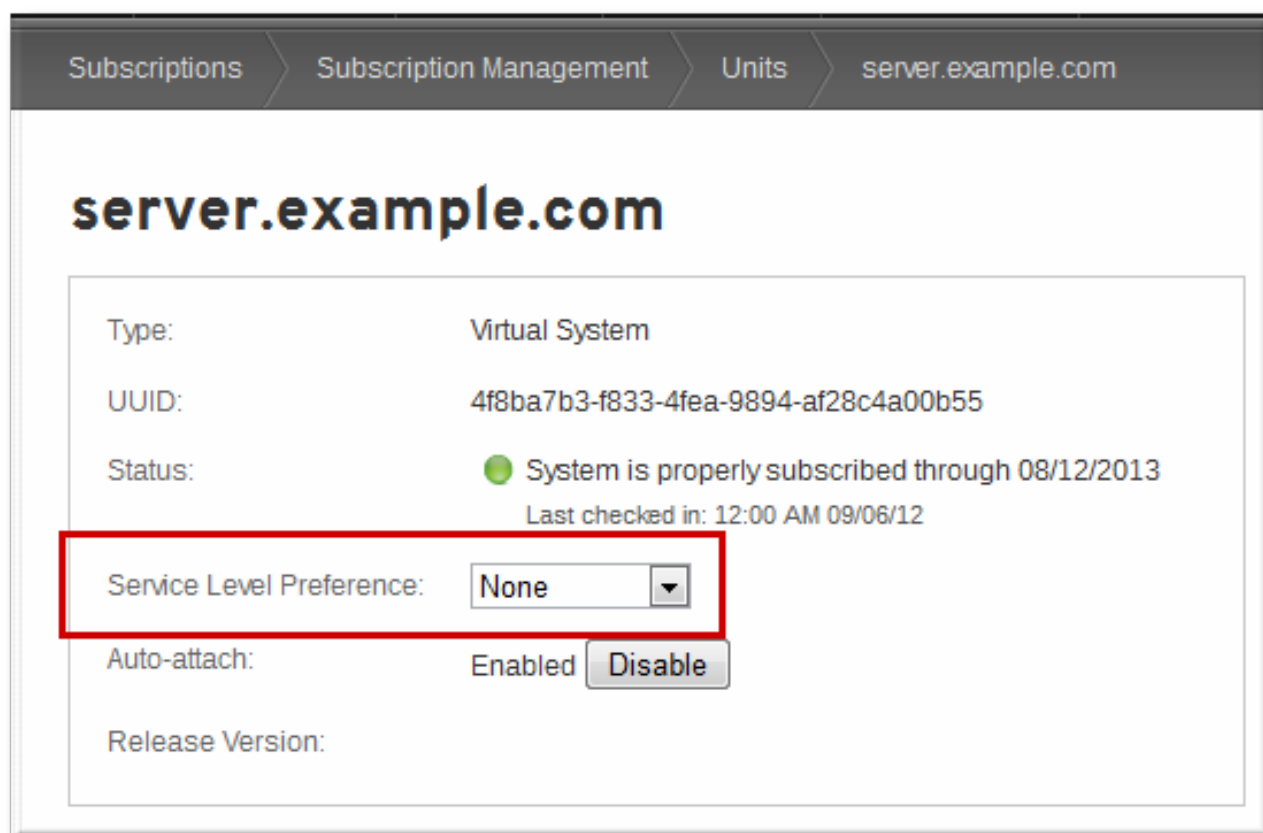 Subscriptions Subscription Management Units server.example.com
server.example.com
Type: Virtual System
UUID: 4f8ba7b3-f833-4fea-9894-af28c4a00b55
Status: System is properly subscribed through 08/12/2013
Last checked in: 12:00 AM 09/06/12
Service Level Preference: None
Auto-attach: Enabled Disable
Release Version: